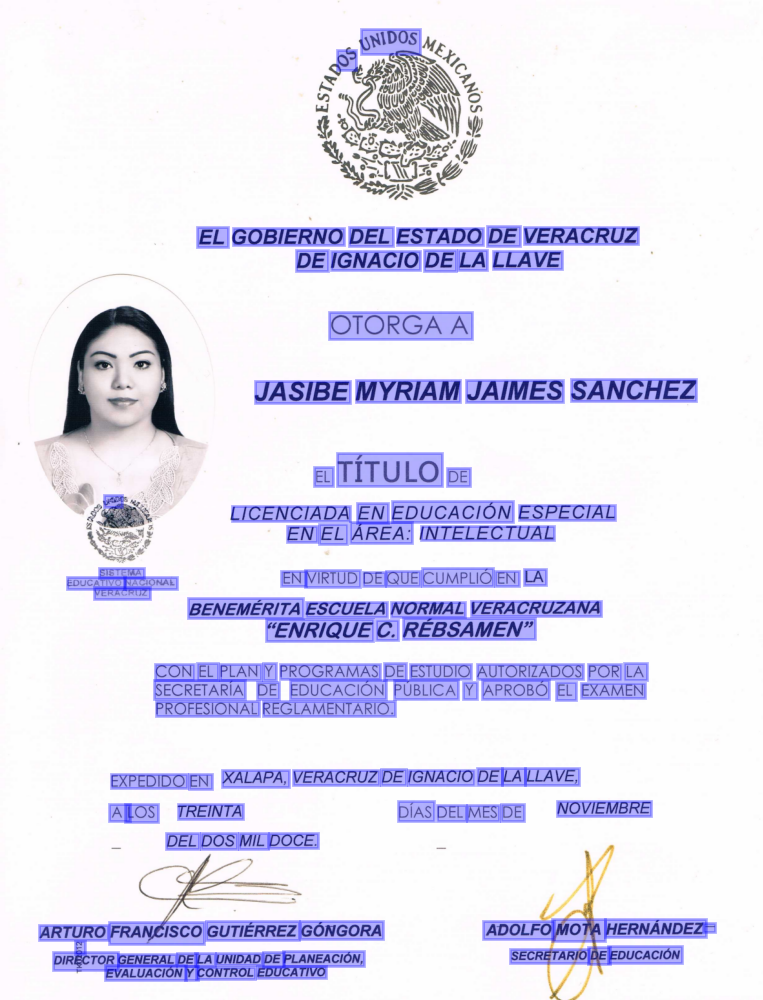 ESTADOS UNIDOS MEXICANOS
EL GOBIERNO DEL ESTADO DE VERACRUZ
DE IGNACIO DE LA LLAVE
OTORGA A
JASIBE MYRIAM JAIMES SANCHEZ
EL TÍTULO DE
LICENCIADA EN EDUCACIÓN ESPECIAL
EN EL ÁREA: INTELECTUAL
SISTEMA
EDUCATIVO NACIONAL
VERACRUZ
EN VIRTUD DE QUE CUMPLIÓ EN LA
BENEMÉRITA ESCUELA NORMAL VERACRUZANA
“ENRIQUE C. RÉBSAMEN”
CON EL PLAN Y PROGRAMAS DE ESTUDIO AUTORIZADOS POR LA
SECRETARÍA DE EDUCACIÓN PÚBLICA Y APROBÓ EL EXAMEN
PROFESIONAL REGLAMENTARIO.
EXPEDIDO EN XALAPA, VERACRUZ DE IGNACIO DE LA LLAVE,
A LOS TREINTA DÍAS DEL MES DE NOVIEMBRE
DEL DOS MIL DOCE.
ARTURO FRANCISCO GUTIÉRREZ GÓNGORA
DIRECTOR GENERAL DE LA UNIDAD DE PLANEACIÓN,
EVALUACIÓN Y CONTROL EDUCATIVO
ADOLFO MOTA HERNÁNDEZ
SECRETARIO DE EDUCACIÓN